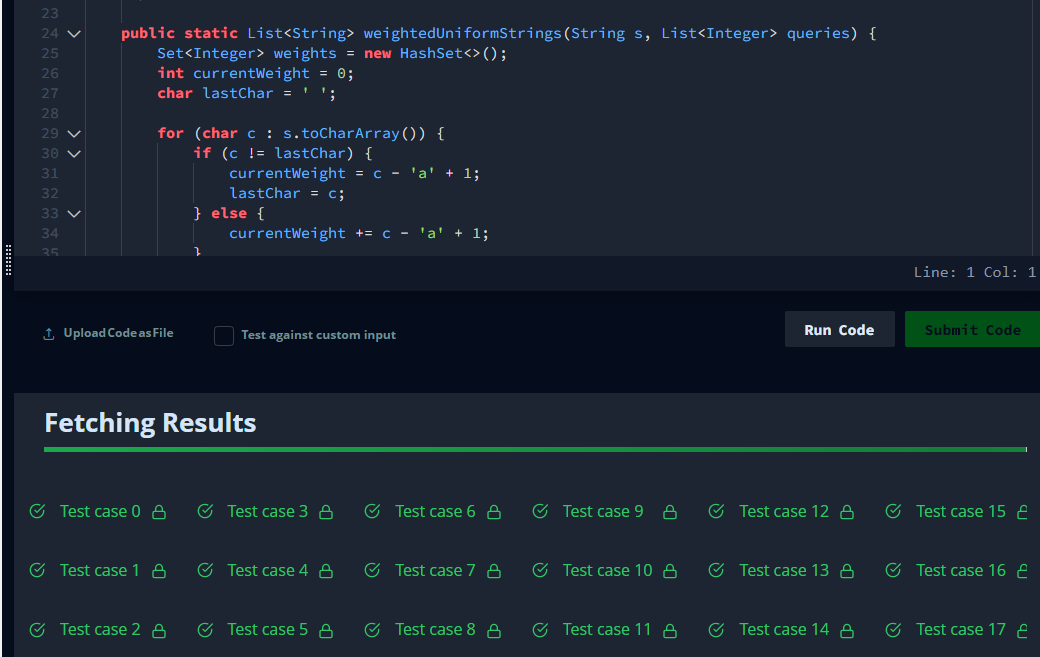 23
24 public static List<String> weightedUniformStrings(String s, List<Integer> queries) {
25 Set<Integer> weights = new HashSet<>();
26 int currentWeight = 0;
27 char lastChar = ' ';
28
29 for (char c : s.toCharArray()) {
30 if (c != lastChar) {
31 currentWeight = c - 'a' + 1;
32 lastChar = c;
33 } else {
34 currentWeight += c - 'a' + 1;
35 }
Line: 1 Col: 1
Upload Code as File Test against custom input Run Code Submit Code
Fetching Results
Test case 0 Test case 3 Test case 6 Test case 9 Test case 12 Test case 15
Test case 1 Test case 4 Test case 7 Test case 10 Test case 13 Test case 16
Test case 2 Test case 5 Test case 8 Test case 11 Test case 14 Test case 17